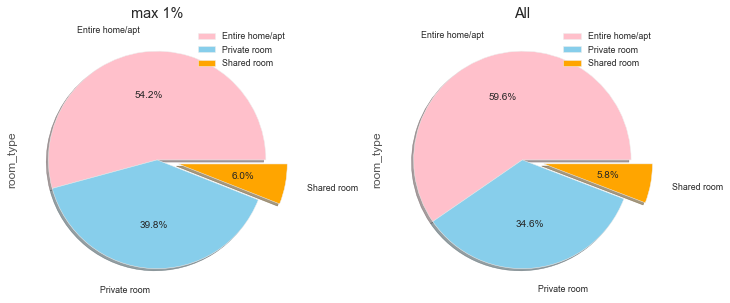 max 1%
Entire home/apt
Entire home/apt
Private room
Shared room
54.2%
room_type
6.0%
Shared room
39.8%
Private room
All
Entire home/apt
Entire home/apt
Private room
Shared room
59.6%
room_type
5.8%
Shared room
34.6%
Private room